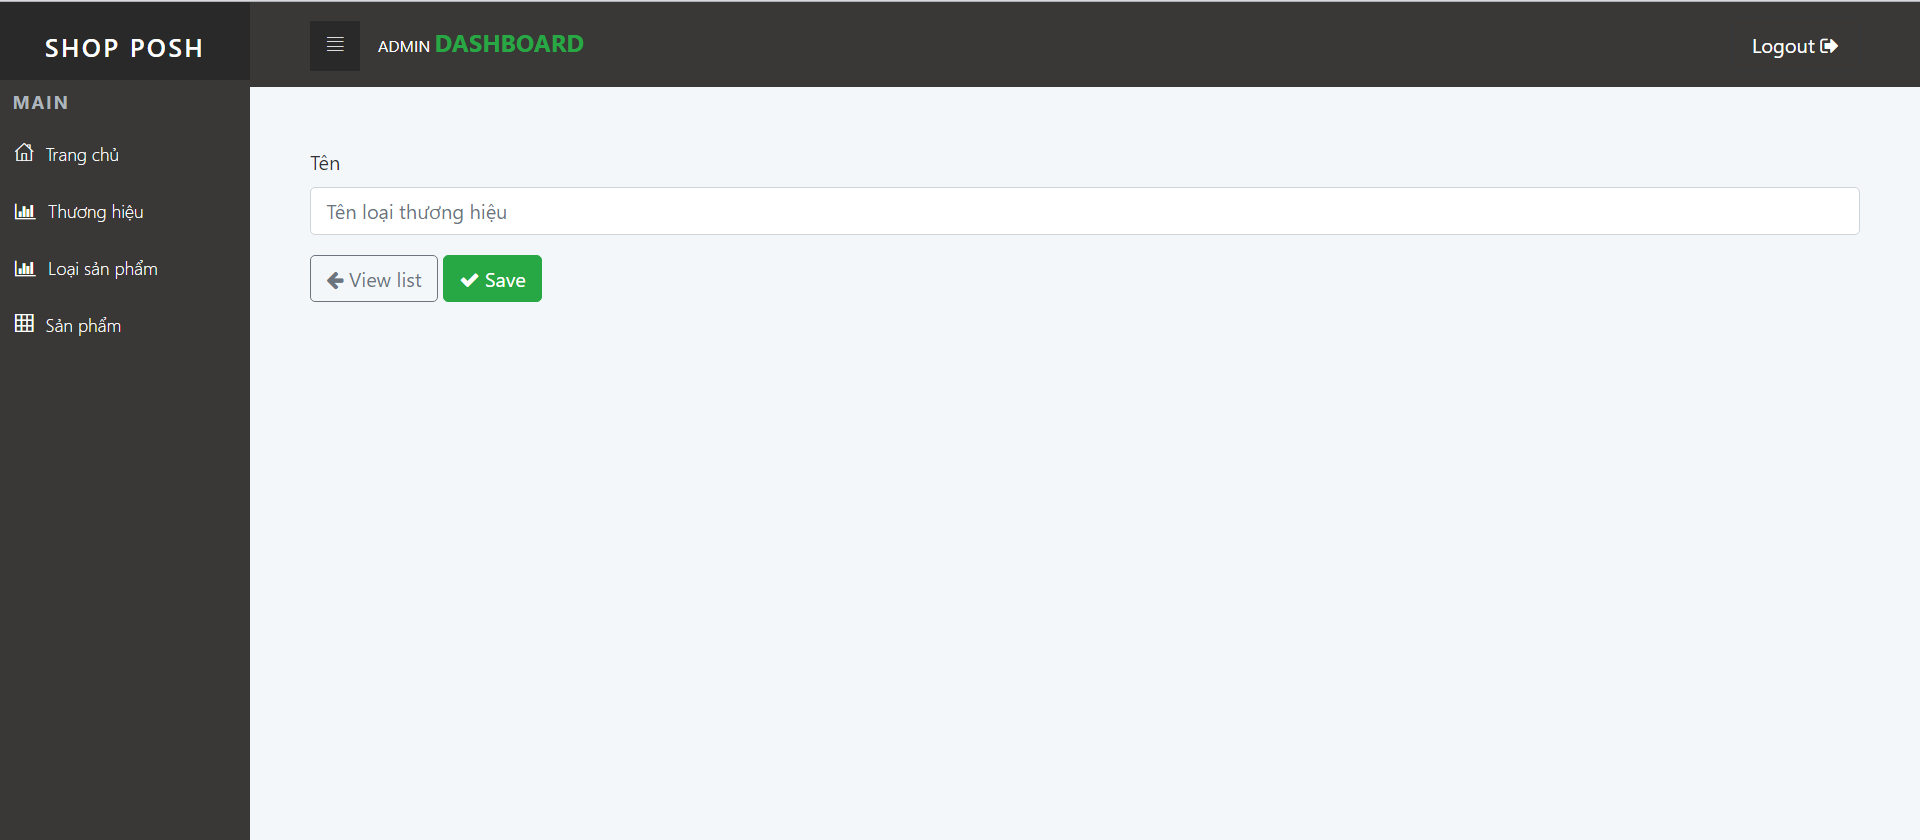 SHOP POSH
ADMIN DASHBOARD
Logout
MAIN
Trang chủ
Thương hiệu
Loại sản phẩm
Sản phẩm
Tên
Tên loại thương hiệu
View list
Save